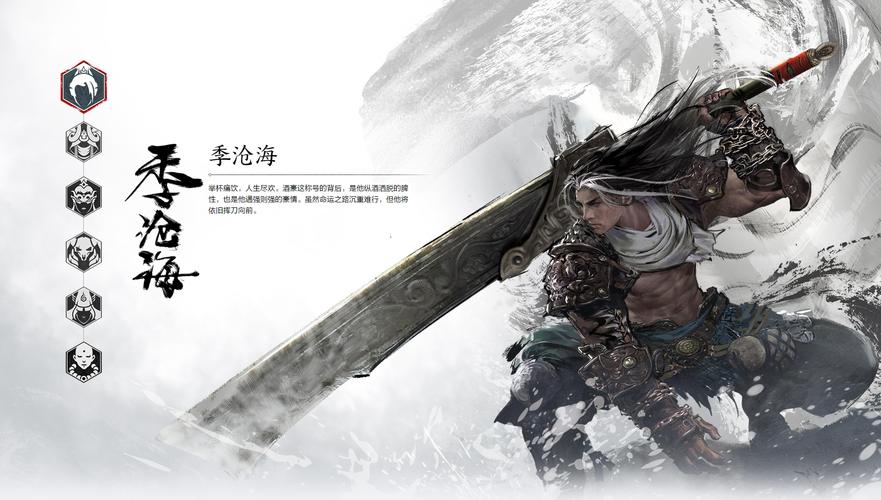 季沧海
季沧海
举杯痛饮，人生尽欢，酒豪这称号的背后，是他纵酒洒脱的脾
性，也是他遇强则强的豪情。虽然命运之路沉重难行，但他将
依旧挥刀向前。